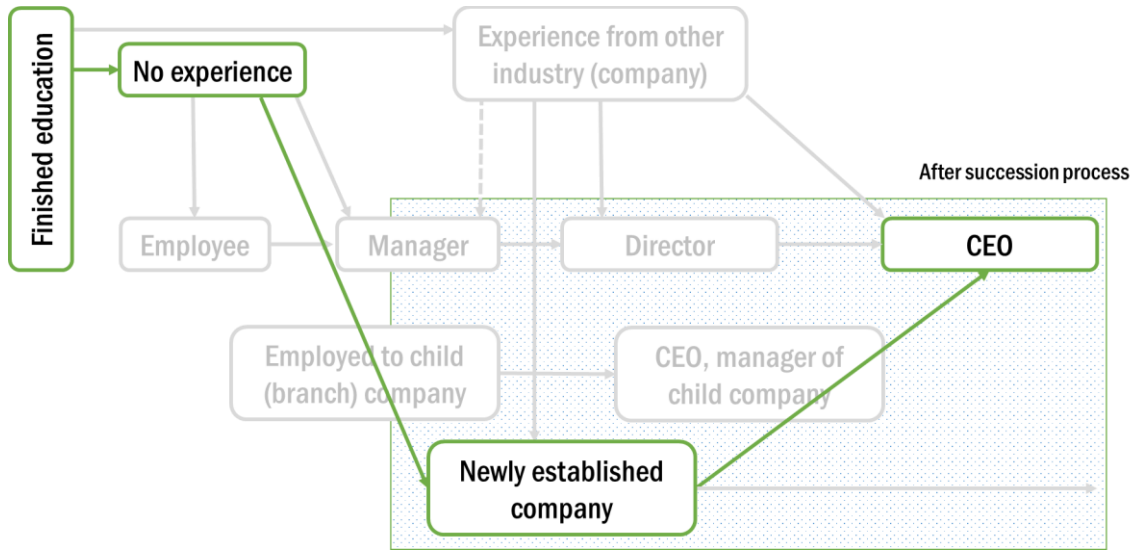 Finished education
No experience
Experience from other
industry (company)
After succession process
Employee
Manager
Director
CEO
Employed to child
(branch) company
CEO, manager of
child company
Newly established
company